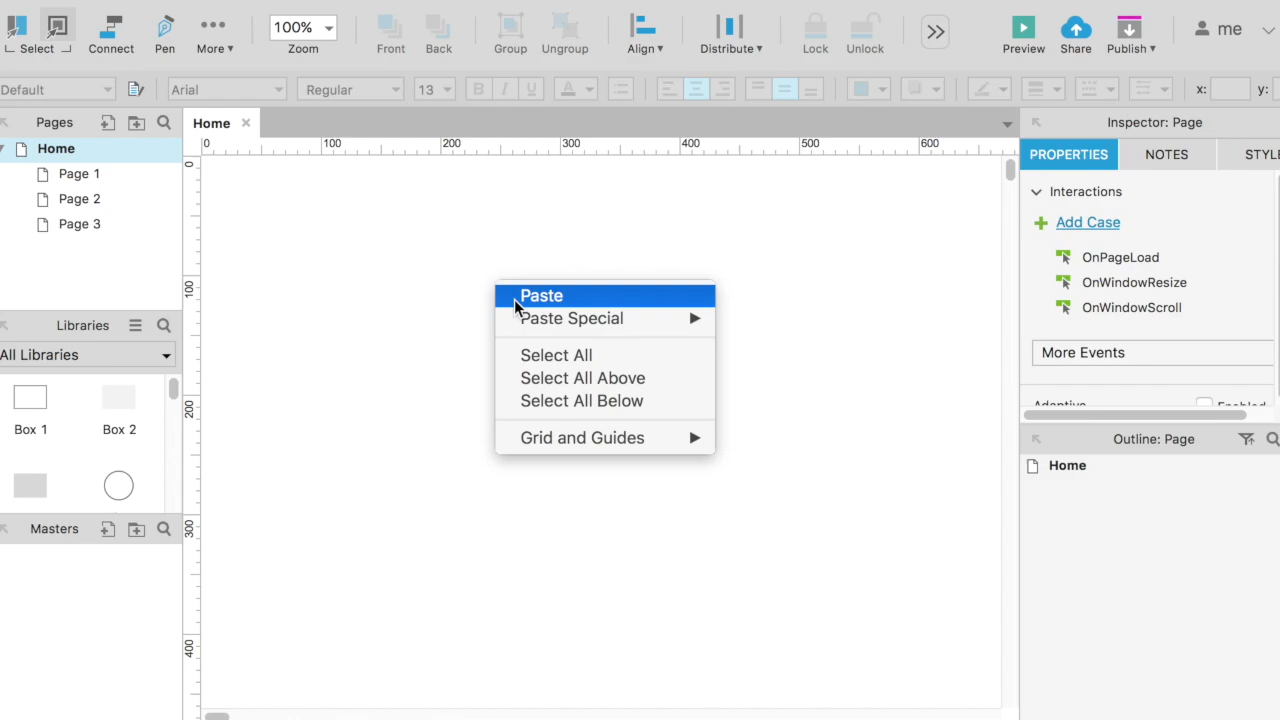 Select
Connect
Pen
More ▾
100%
Zoom
Front
Back
Group
Ungroup
Align ▾
Distribute ▾
Lock
Unlock
Preview
Share
Publish ▾
me
Default
Arial
Regular
13
B
I
U
A
x:
y:
Pages
Home
Page 1
Page 2
Page 3
Libraries
All Libraries
Box 1
Box 2
Masters
Home
0
100
200
300
400
500
600
0
100
200
300
400
Paste
Paste Special
Select All
Select All Above
Select All Below
Grid and Guides
Inspector: Page
PROPERTIES
NOTES
STYLE
Interactions
Add Case
OnPageLoad
OnWindowResize
OnWindowScroll
More Events
Adaptive
Enabled
Outline: Page
Home